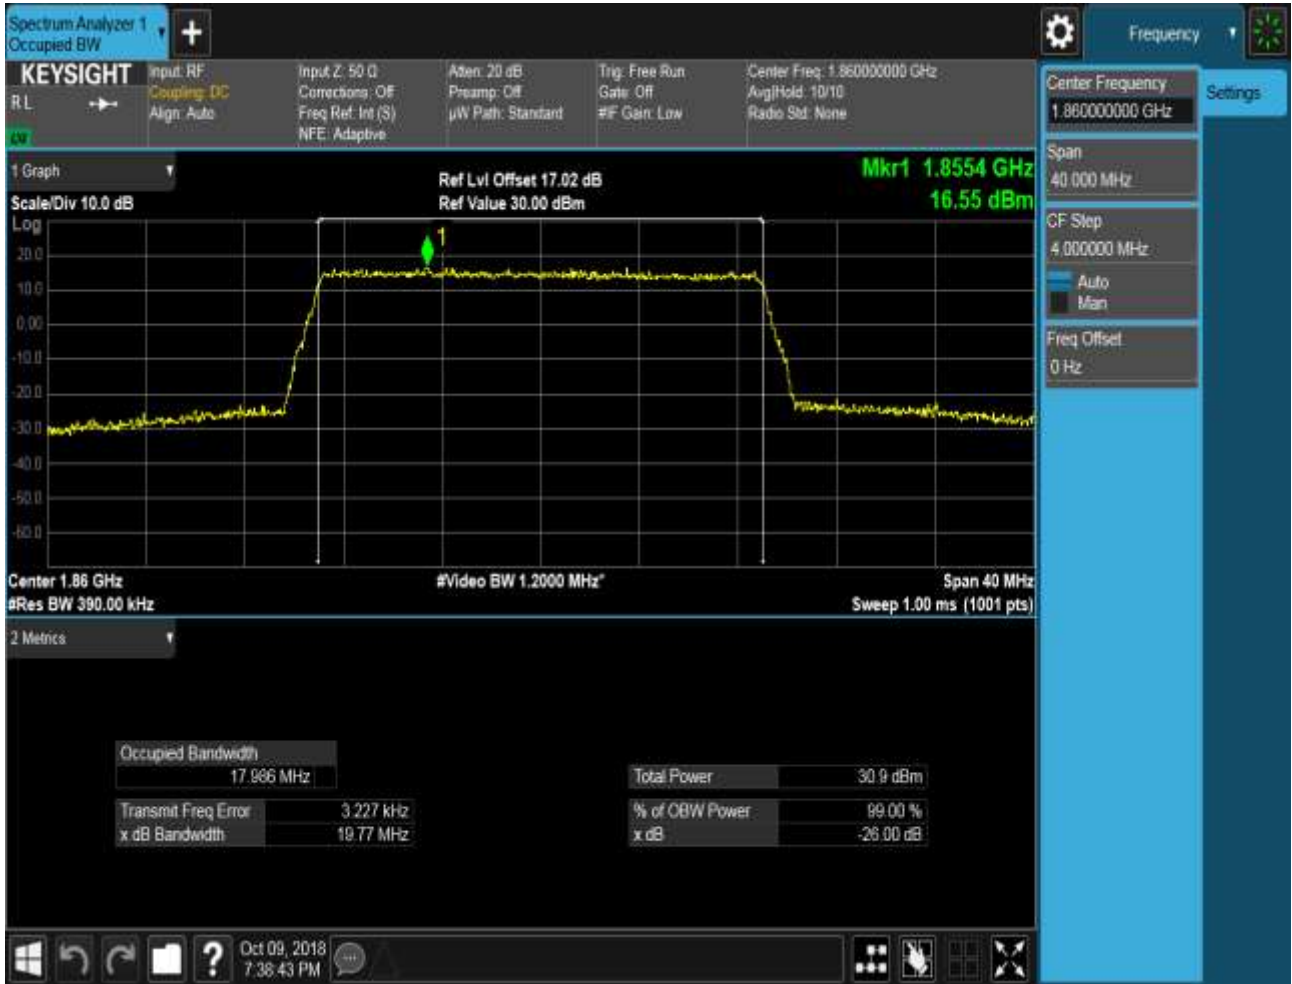 Spectrum Analyzer 1
Occupied BW
+
Frequency
KEYSIGHT
RL
Input: RF
Coupling: DC
Align: Auto
Input Z: 50 Ω
Corrections: Off
Freq Ref: Int (S)
NFE: Adaptive
Atten: 20 dB
Preamp: Off
µW Path: Standard
Trig: Free Run
Gate: Off
#IF Gain: Low
Center Freq: 1.860000000 GHz
Avg|Hold: 10/10
Radio Std: None
Center Frequency
1.860000000 GHz
Settings
Span
40.000 MHz
CF Step
4.000000 MHz
Auto
Man
Freq Offset
0 Hz
1 Graph
Scale/Div 10.0 dB
Ref Lvl Offset 17.02 dB
Ref Value 30.00 dBm
Mkr1 1.8554 GHz
16.55 dBm
Log
1
20.0
10.0
0.00
-10.0
-20.0
-30.0
-40.0
-50.0
-60.0
Center 1.86 GHz
#Video BW 1.2000 MHz*
Span 40 MHz
#Res BW 390.00 kHz
Sweep 1.00 ms (1001 pts)
2 Metrics
Occupied Bandwidth
17.986 MHz
Total Power 30.9 dBm
Transmit Freq Error 3.227 kHz
% of OBW Power 99.00 %
x dB Bandwidth 19.77 MHz
x dB -26.00 dB
?
Oct 09, 2018
7:38:43 PM